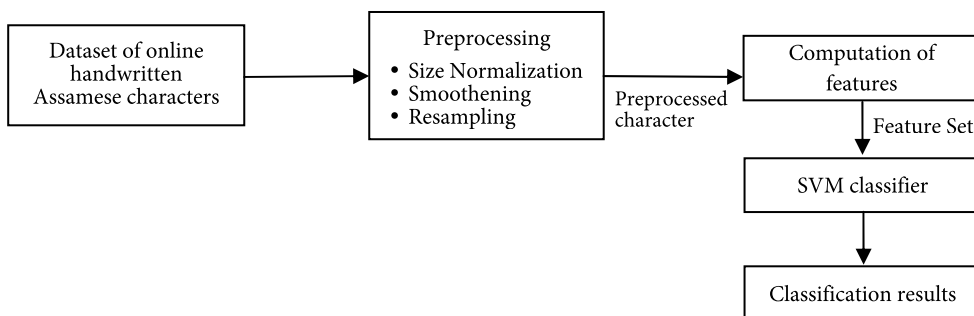 Dataset of online
handwritten
Assamese characters
Preprocessing
• Size Normalization
• Smoothening
• Resampling
Preprocessed
character
Computation of
features
Feature Set
SVM classifier
Classification results